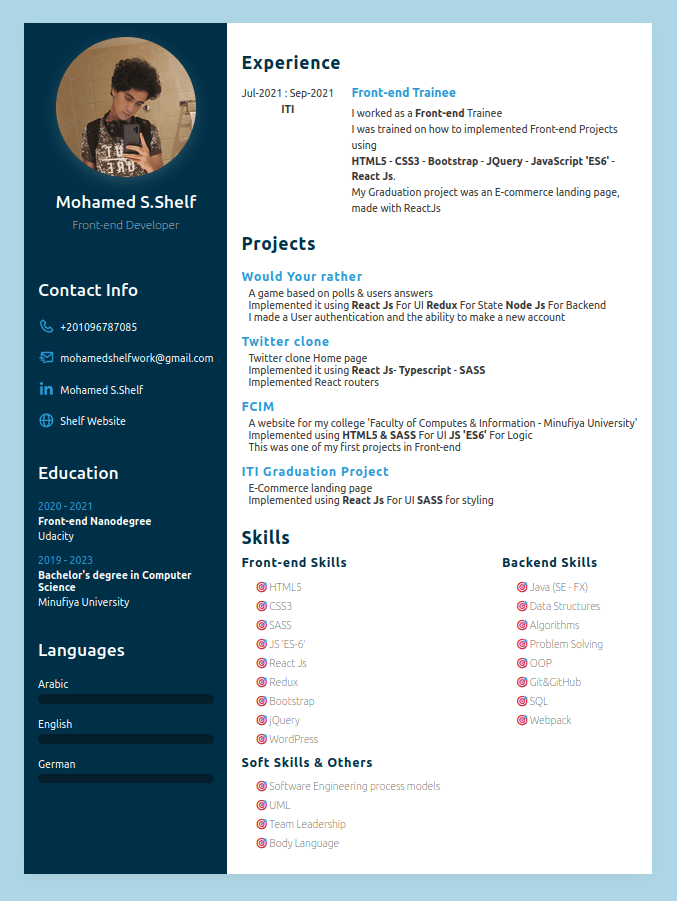 Mohamed S.Shelf
Front-end Developer
Contact Info
+201096787085
mohamedshelfwork@gmail.com
Mohamed S.Shelf
Shelf Website
Education
2020 - 2021
Front-end Nanodegree
Udacity
2019 - 2023
Bachelor's degree in Computer
Science
Minufiya University
Languages
Arabic
English
German
Experience
Jul-2021 : Sep-2021
ITI
Front-end Trainee
I worked as a Front-end Trainee
I was trained on how to implemented Front-end Projects
using
HTML5 - CSS3 - Bootstrap - JQuery - JavaScript 'ES6' -
React Js.
My Graduation project was an E-commerce landing page,
made with ReactJs
Projects
Would Your rather
A game based on polls & users answers
Implemented it using React Js For UI Redux For State Node Js For Backend
I made a User authentication and the ability to make a new account
Twitter clone
Twitter clone Home page
Implemented it using React Js- Typescript - SASS
Implemented React routers
FCIM
A website for my college 'Faculty of Computes & Information - Minufiya University'
Implemented using HTML5 & SASS For UI JS 'ES6' For Logic
This was one of my first projects in Front-end
ITI Graduation Project
E-Commerce landing page
Implemented using React Js For UI SASS for styling
Skills
Front-end Skills
HTML5
CSS3
SASS
JS 'ES-6'
React Js
Redux
Bootstrap
jQuery
WordPress
Backend Skills
Java (SE - FX)
Data Structures
Algorithms
Problem Solving
OOP
Git&GitHub
SQL
Webpack
Soft Skills & Others
Software Engineering process models
UML
Team Leadership
Body Language